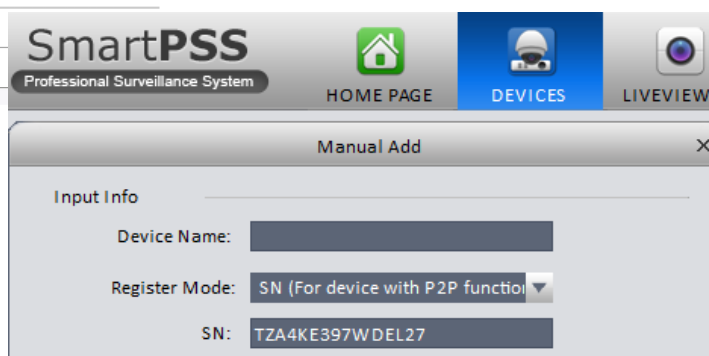 SmartPSS
Professional Surveillance System
HOME PAGE
DEVICES
LIVEVIEW
Manual Add
Input Info
Device Name:
Register Mode: SN (For device with P2P function
SN: TZA4KE397WDEL27